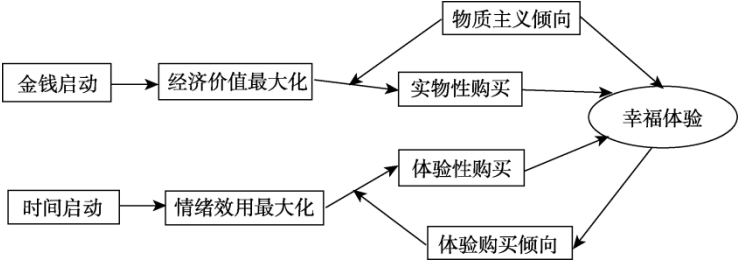 物质主义倾向
金钱启动
经济价值最大化
实物性购买
幸福体验
体验性购买
时间启动
情绪效用最大化
体验购买倾向